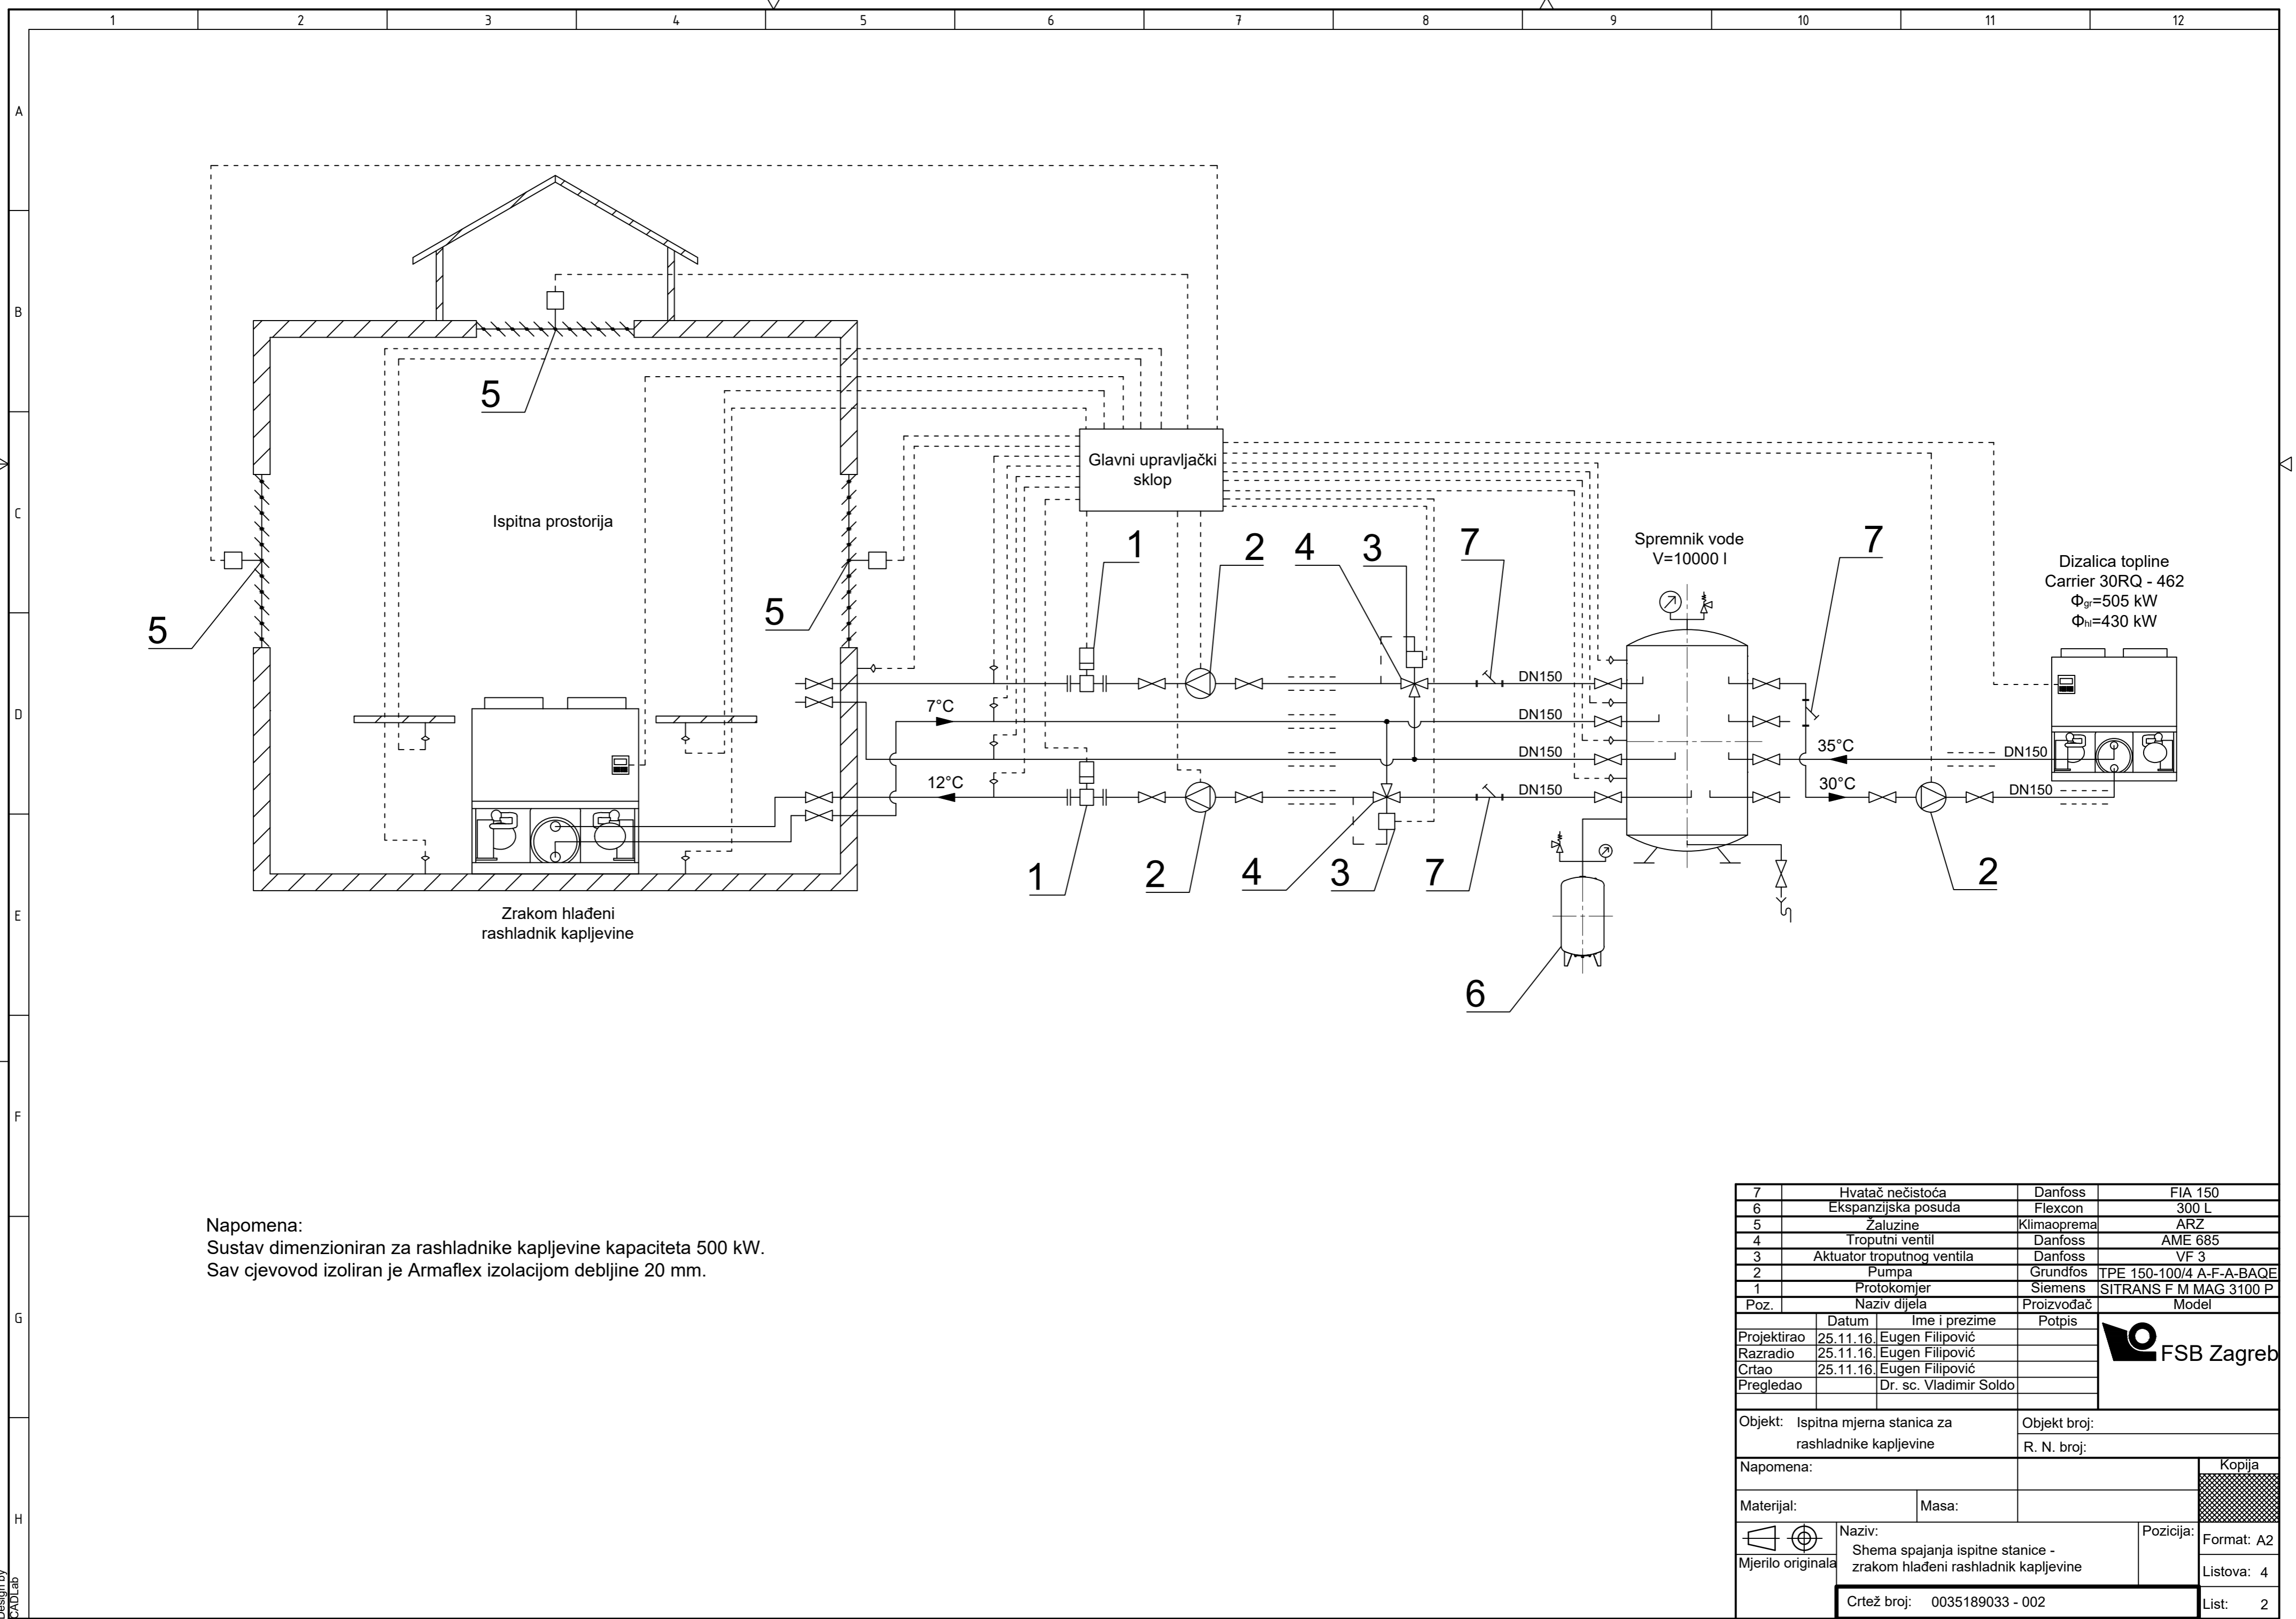 1 2 3 4 5 6 7 8 9 10 11 12
A
B
C
D
E
F
G
H
5
5
5
Ispitna prostorija
Zrakom hlađeni
rashladnik kapljevine
Glavni upravljački
sklop
1
2
4
3
7
7
Spremnik vode
V=10000 l
Dizalica topline
Carrier 30RQ - 462
Φgr=505 kW
Φhl=430 kW
DN150
7°C
DN150
DN150
35°C
DN150
12°C
DN150
30°C
DN150
1
2
4
3
7
2
6
Napomena:
Sustav dimenzioniran za rashladnike kapljevine kapaciteta 500 kW.
Sav cjevovod izoliran je Armaflex izolacijom debljine 20 mm.
7 Hvatač nečistoća Danfoss FIA 150
6 Ekspanzijska posuda Flexcon 300 L
5 Žaluzine Klimaoprema ARZ
4 Troputni ventil Danfoss AME 685
3 Aktuator troputnog ventila Danfoss VF 3
2 Pumpa Grundfos TPE 150-100/4 A-F-A-BAQE
1 Protokomjer Siemens SITRANS F M MAG 3100 P
Poz. Naziv dijela Proizvođač Model
Datum Ime i prezime Potpis
Projektirao 25.11.16. Eugen Filipović
Razradio 25.11.16. Eugen Filipović
Crtao 25.11.16. Eugen Filipović
Pregledao Dr. sc. Vladimir Soldo
FSB Zagreb
Objekt: Ispitna mjerna stanica za
rashladnike kapljevine
Objekt broj:
R. N. broj:
Napomena:
Kopija
Materijal:
Masa:
Naziv:
Shema spajanja ispitne stanice -
zrakom hlađeni rashladnik kapljevine
Pozicija:
Format: A2
Mjerilo originala
Listova: 4
Crtež broj: 0035189033 - 002
List: 2
Design by
CADLab